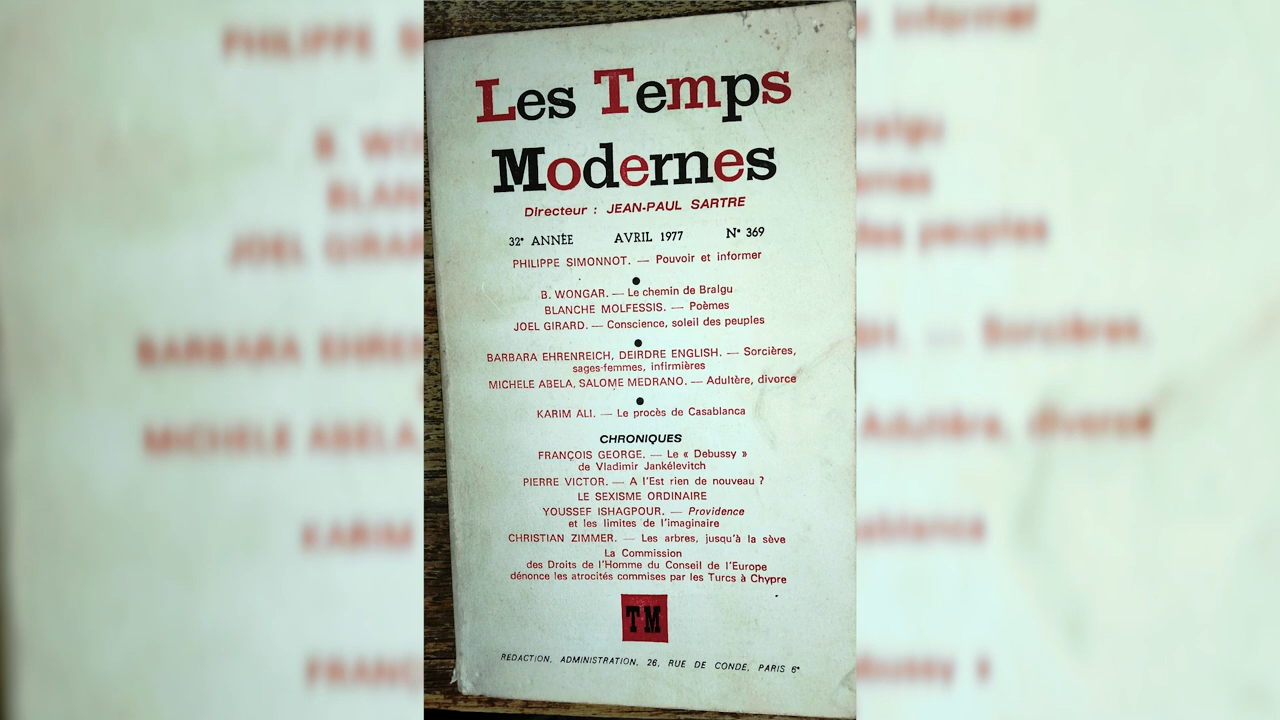 Les Temps
Modernes
Directeur : JEAN-PAUL SARTRE
32e ANNÉE AVRIL 1977 N° 369
PHILIPPE SIMONNOT. — Pouvoir et informer
B. WONGAR. — Le chemin de Bralgu
BLANCHE MOLFESSIS. — Poèmes
JOEL GIRARD. — Conscience, soleil des peuples
BARBARA EHRENREICH, DEIRDRE ENGLISH. — Sorcières,
sages-femmes, infirmières
MICHELE ABELA, SALOME MEDRANO. — Adultère, divorce
KARIM ALI. — Le procès de Casablanca
CHRONIQUES
FRANÇOIS GEORGE. — Le « Debussy »
de Vladimir Jankélevitch
PIERRE VICTOR. — A l'Est rien de nouveau ?
LE SEXISME ORDINAIRE
YOUSSEF ISHAGPOUR. — Providence
et les limites de l'imaginaire
CHRISTIAN ZIMMER. — Les arbres, jusqu'à la sève
La Commission
des Droits de l'Homme du Conseil de l'Europe
dénonce les atrocités commises par les Turcs à Chypre
TM
REDACTION, ADMINISTRATION, 26, RUE DE CONDE, PARIS 6e